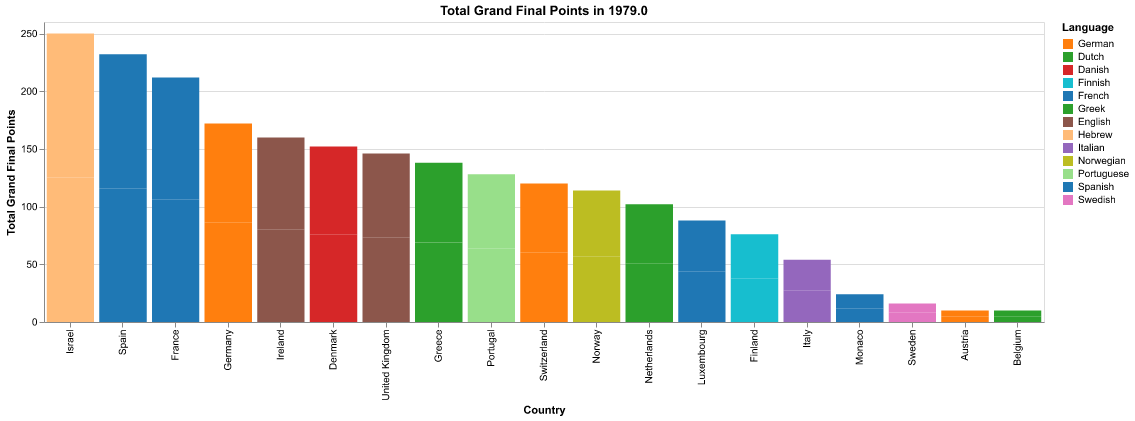 Total Grand Final Points in 1979.0
Total Grand Final Points
250
200
150
100
50
0
Israel
Spain
France
Germany
Ireland
Denmark
United Kingdom
Greece
Portugal
Switzerland
Norway
Netherlands
Luxembourg
Finland
Italy
Monaco
Sweden
Austria
Belgium
Country
Language
German
Dutch
Danish
Finnish
French
Greek
English
Hebrew
Italian
Norwegian
Portuguese
Spanish
Swedish